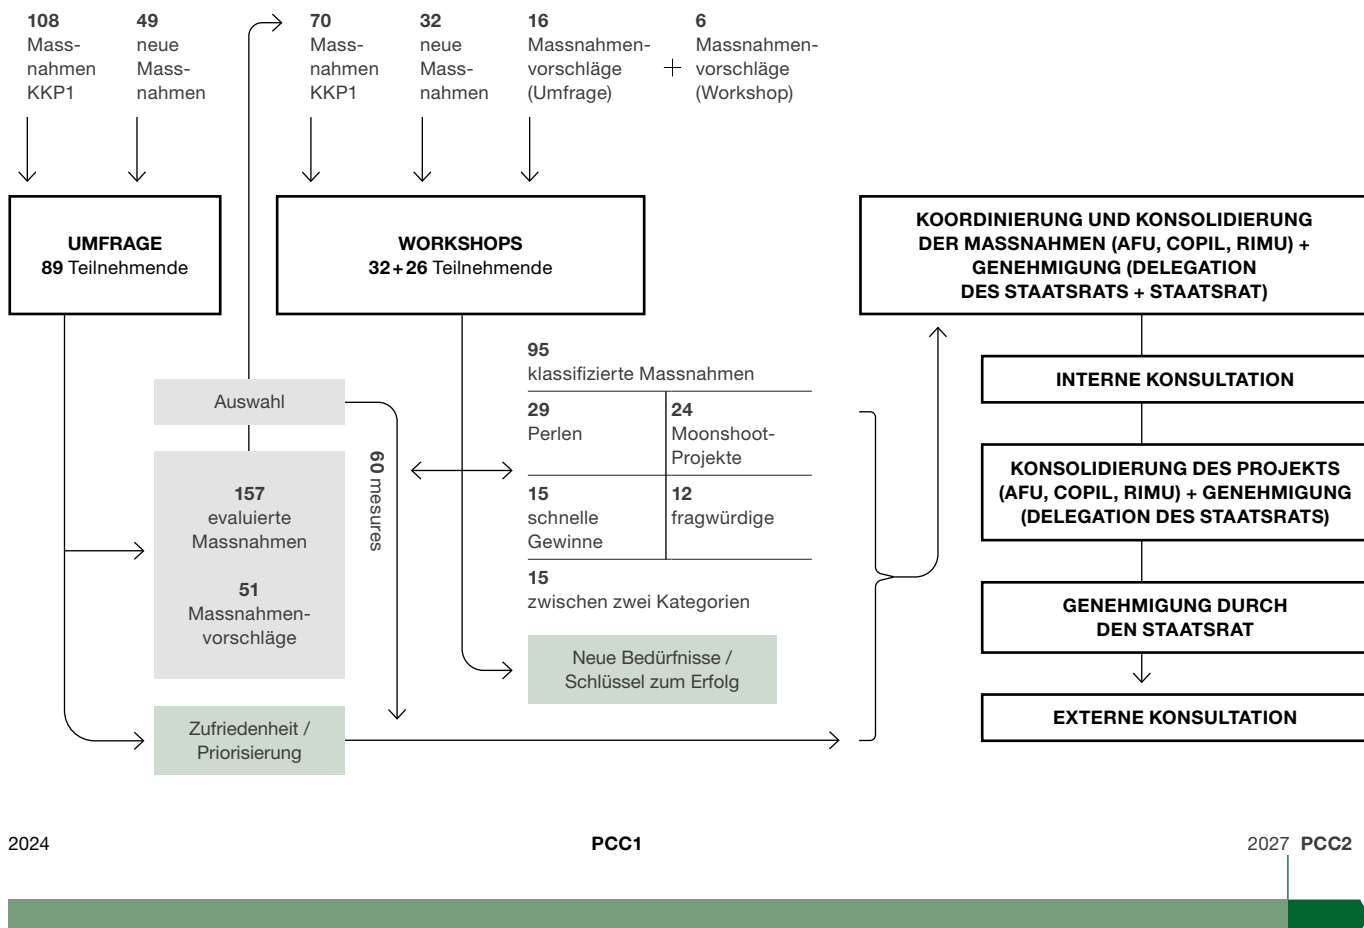 108
Mass-
nahmen
KKP1
49
neue
Mass-
nahmen
70
Mass-
nahmen
KKP1
32
neue
Mass-
nahmen
16
Massnahmen-
vorschläge
(Umfrage)
+
6
Massnahmen-
vorschläge
(Workshop)
UMFRAGE
89 Teilnehmende
WORKSHOPS
32+26 Teilnehmende
Auswahl
157
evaluierte
Massnahmen
51
Massnahmen-
vorschläge
60 mesures
Zufriedenheit /
Priorisierung
95
klassifizierte Massnahmen
29
Perlen
24
Moonshoot-
Projekte
15
schnelle
Gewinne
12
fragwürdige
15
zwischen zwei Kategorien
Neue Bedürfnisse /
Schlüssel zum Erfolg
KOORDINIERUNG UND KONSOLIDIERUNG
DER MASSNAHMEN (AFU, COPIL, RIMU) +
GENEHMIGUNG (DELEGATION
DES STAATSRATS + STAATSRAT)
INTERNE KONSULTATION
KONSOLIDIERUNG DES PROJEKTS
(AFU, COPIL, RIMU) + GENEHMIGUNG
(DELEGATION DES STAATSRATS)
GENEHMIGUNG DURCH
DEN STAATSRAT
EXTERNE KONSULTATION
2024
PCC1
2027 PCC2